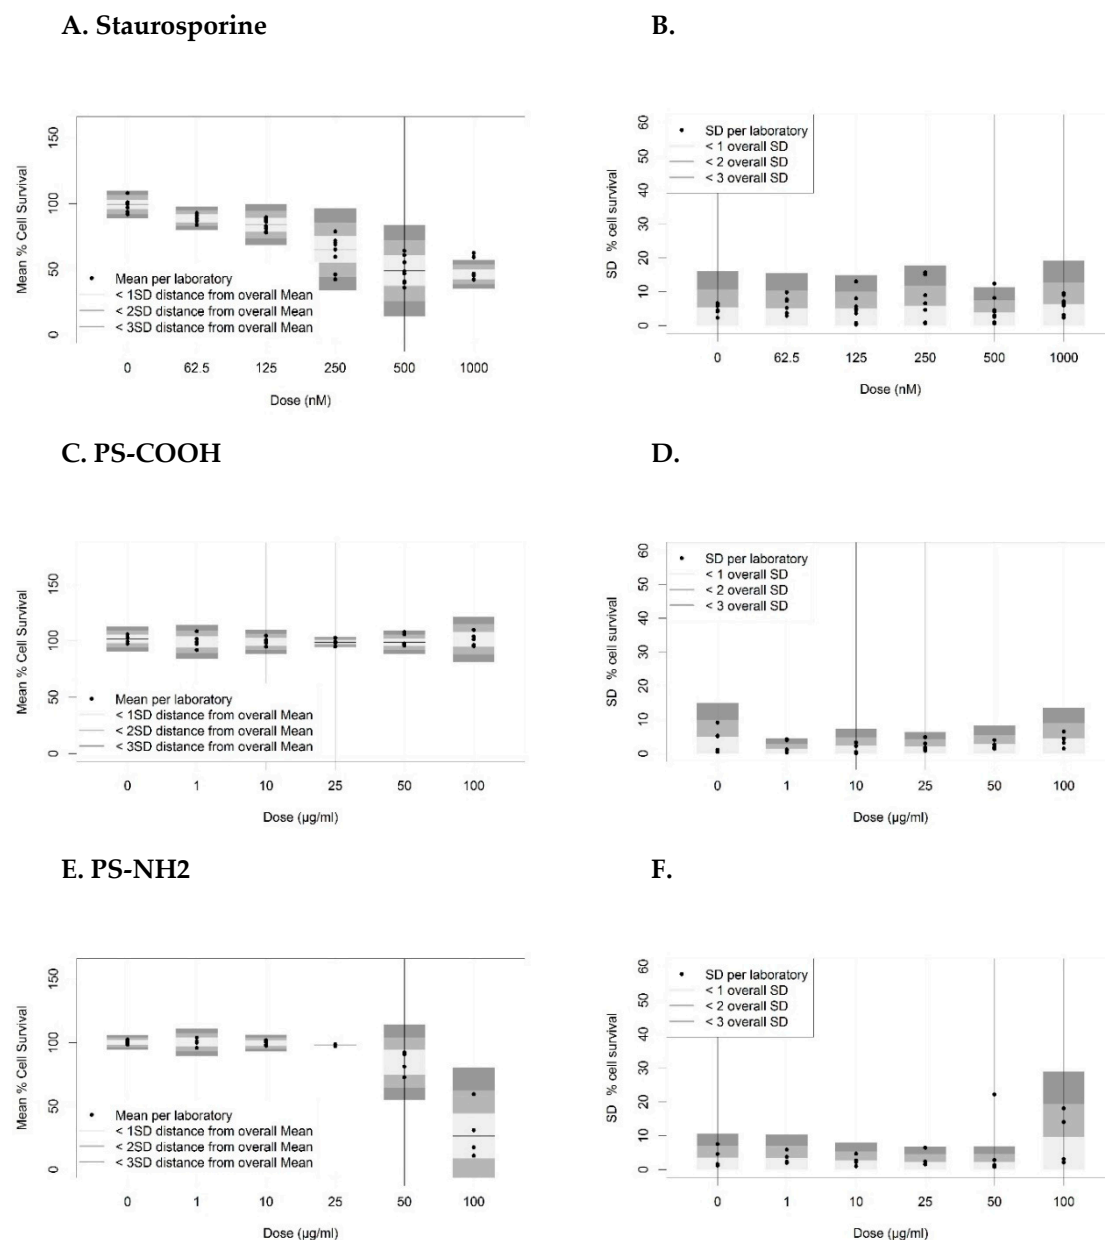 A. Staurosporine
B.
Mean % Cell Survival
150
100
50
0
Mean per laboratory
< 1SD distance from overall Mean
< 2SD distance from overall Mean
< 3SD distance from overall Mean
0 62.5 125 250 500 1000
Dose (nM)
SD % cell survival
60
50
40
30
20
10
0
SD per laboratory
< 1 overall SD
< 2 overall SD
< 3 overall SD
0 62.5 125 250 500 1000
Dose (nM)
C. PS-COOH
D.
Mean % Cell Survival
150
100
50
0
Mean per laboratory
< 1SD distance from overall Mean
< 2SD distance from overall Mean
< 3SD distance from overall Mean
0 1 10 25 50 100
Dose (µg/ml)
SD % cell survival
60
50
40
30
20
10
0
SD per laboratory
< 1 overall SD
< 2 overall SD
< 3 overall SD
0 1 10 25 50 100
Dose (µg/ml)
E. PS-NH2
F.
Mean % Cell Survival
150
100
50
0
Mean per laboratory
< 1SD distance from overall Mean
< 2SD distance from overall Mean
< 3SD distance from overall Mean
0 1 10 25 50 100
Dose (µg/ml)
SD % cell survival
60
50
40
30
20
10
0
SD per laboratory
< 1 overall SD
< 2 overall SD
< 3 overall SD
0 1 10 25 50 100
Dose (µg/ml)